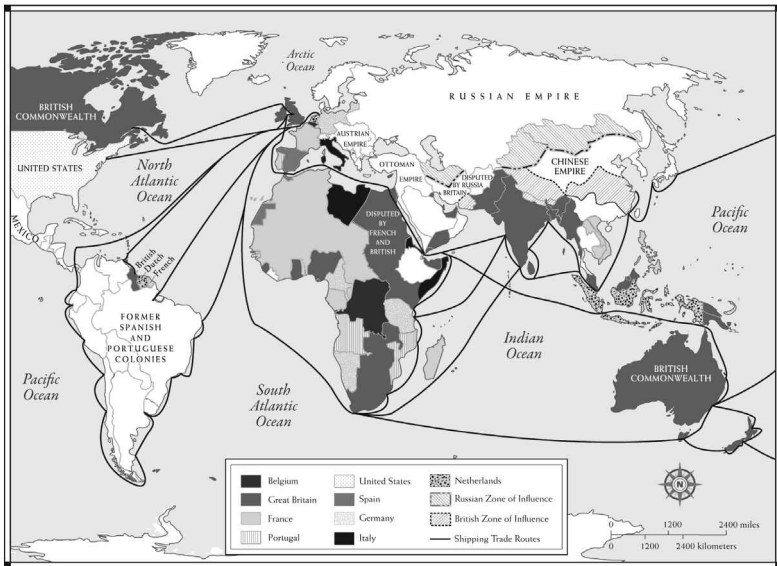 Arctic
Ocean
BRITISH
COMMONWEALTH
RUSSIAN EMPIRE
UNITED STATES
North
Atlantic
Ocean
AUSTRIAN
EMPIRE
OTTOMAN
EMPIRE
DISPUTED
BY RUSSIA
BRITAIN
CHINESE
EMPIRE
MEXICO
Pacific
Ocean
DISPUTED
BY
FRENCH
AND
BRITISH
British
Dutch
French
FORMER
SPANISH
AND
PORTUGUESE
COLONIES
Indian
Ocean
Pacific
Ocean
South
Atlantic
Ocean
BRITISH
COMMONWEALTH
Belgium
Great Britain
France
Portugal
United States
Spain
Germany
Italy
Netherlands
Russian Zone of Influence
British Zone of Influence
Shipping Trade Routes
N
0 1200 2400 miles
0 1200 2400 kilometers